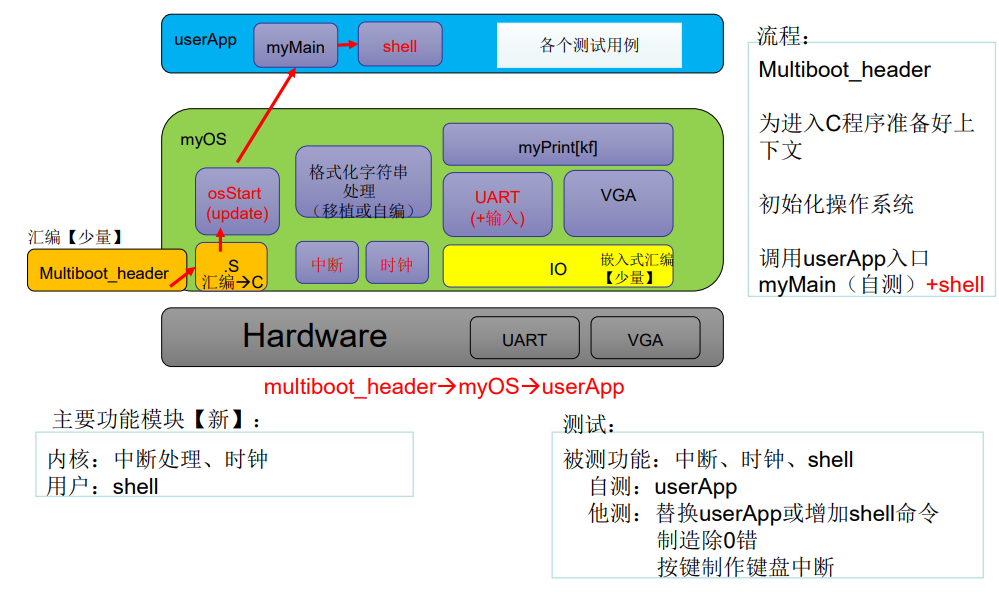 userApp
myMain
shell
各个测试用例
myOS
osStart
(update)
格式化字符串
处理
（移植或自编）
myPrint[kf]
UART
(+输入)
VGA
汇编【少量】
Multiboot_header
.S
汇编→C
中断
时钟
IO
嵌入式汇编
【少量】
Hardware
UART
VGA
multiboot_header→myOS→userApp
流程：
Multiboot_header
为进入C程序准备好上
下文
初始化操作系统
调用userApp入口
myMain（自测）+shell
主要功能模块【新】：
内核：中断处理、时钟
用户：shell
测试：
被测功能：中断、时钟、shell
自测：userApp
他测：替换userApp或增加shell命令
制造除0错
按键制作键盘中断